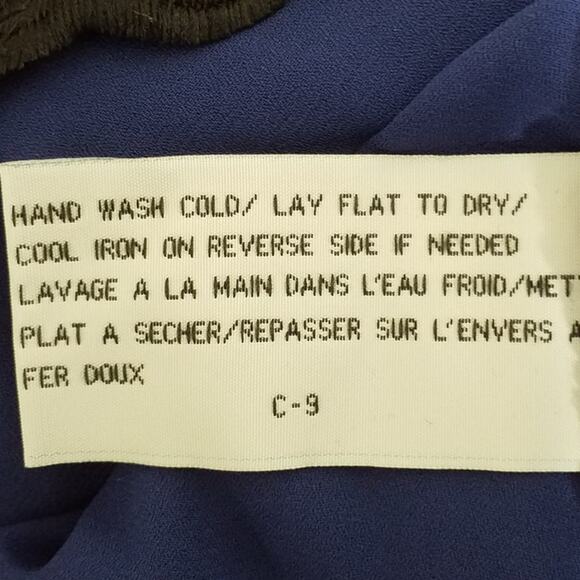 HAND WASH COLD/ LAY FLAT TO DRY/
COOL IRON ON REVERSE SIDE IF NEEDED
LAVAGE A LA MAIN DANS L'EAU FROID/METT
PLAT A SECHER/REPASSER SUR L'ENVERS A
FER DOUX
C-9